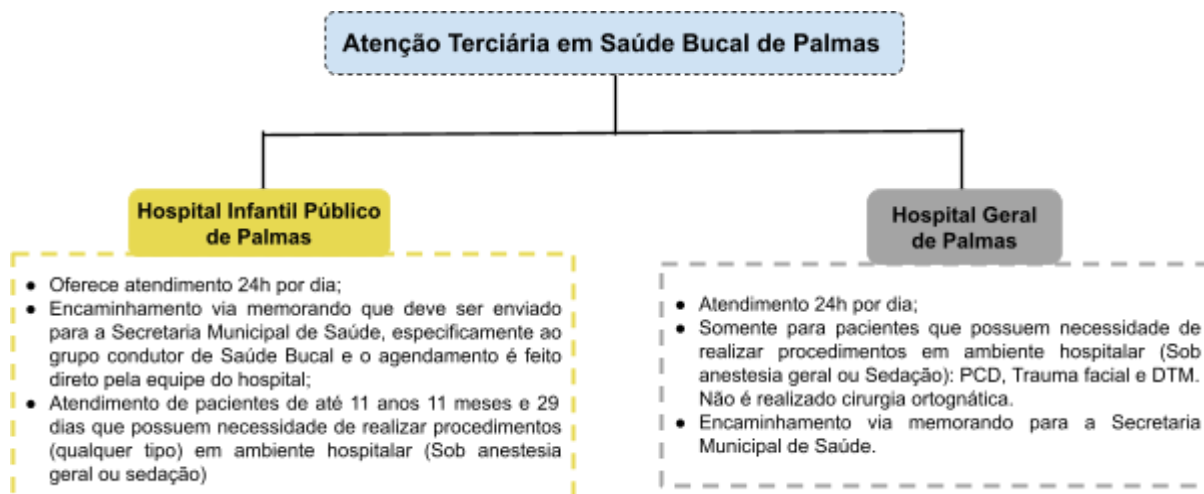 Atenção Terciária em Saúde Bucal de Palmas
Hospital Infantil Público
de Palmas
● Oferece atendimento 24h por dia;
● Encaminhamento via memorando que deve ser enviado
para a Secretaria Municipal de Saúde, especificamente ao
grupo condutor de Saúde Bucal e o agendamento é feito
direto pela equipe do hospital;
● Atendimento de pacientes de até 11 anos 11 meses e 29
dias que possuem necessidade de realizar procedimentos
(qualquer tipo) em ambiente hospitalar (Sob anestesia
geral ou sedação)
Hospital Geral
de Palmas
● Atendimento 24h por dia;
● Somente para pacientes que possuem necessidade de
realizar procedimentos em ambiente hospitalar (Sob
anestesia geral ou Sedação): PCD, Trauma facial e DTM.
Não é realizado cirurgia ortognática.
● Encaminhamento via memorando para a Secretaria
Municipal de Saúde.